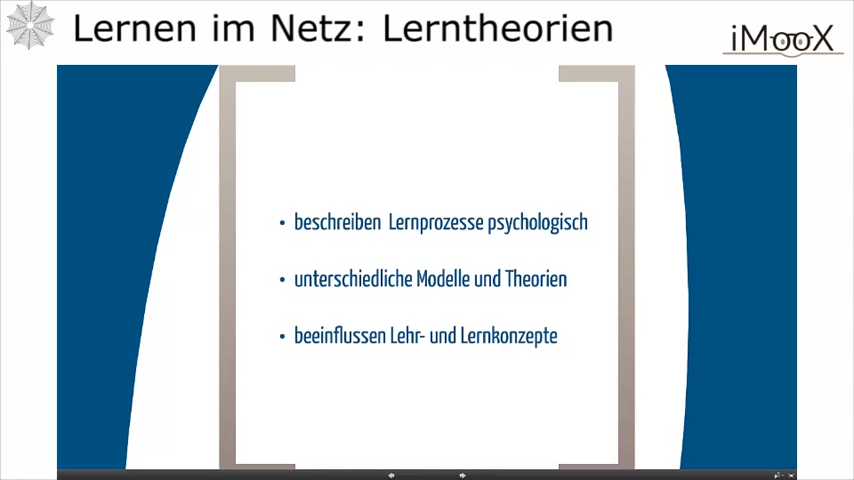 Lernen im Netz: Lerntheorien
iMooX
• beschreiben Lernprozesse psychologisch
• unterschiedliche Modelle und Theorien
• beeinflussen Lehr- und Lernkonzepte